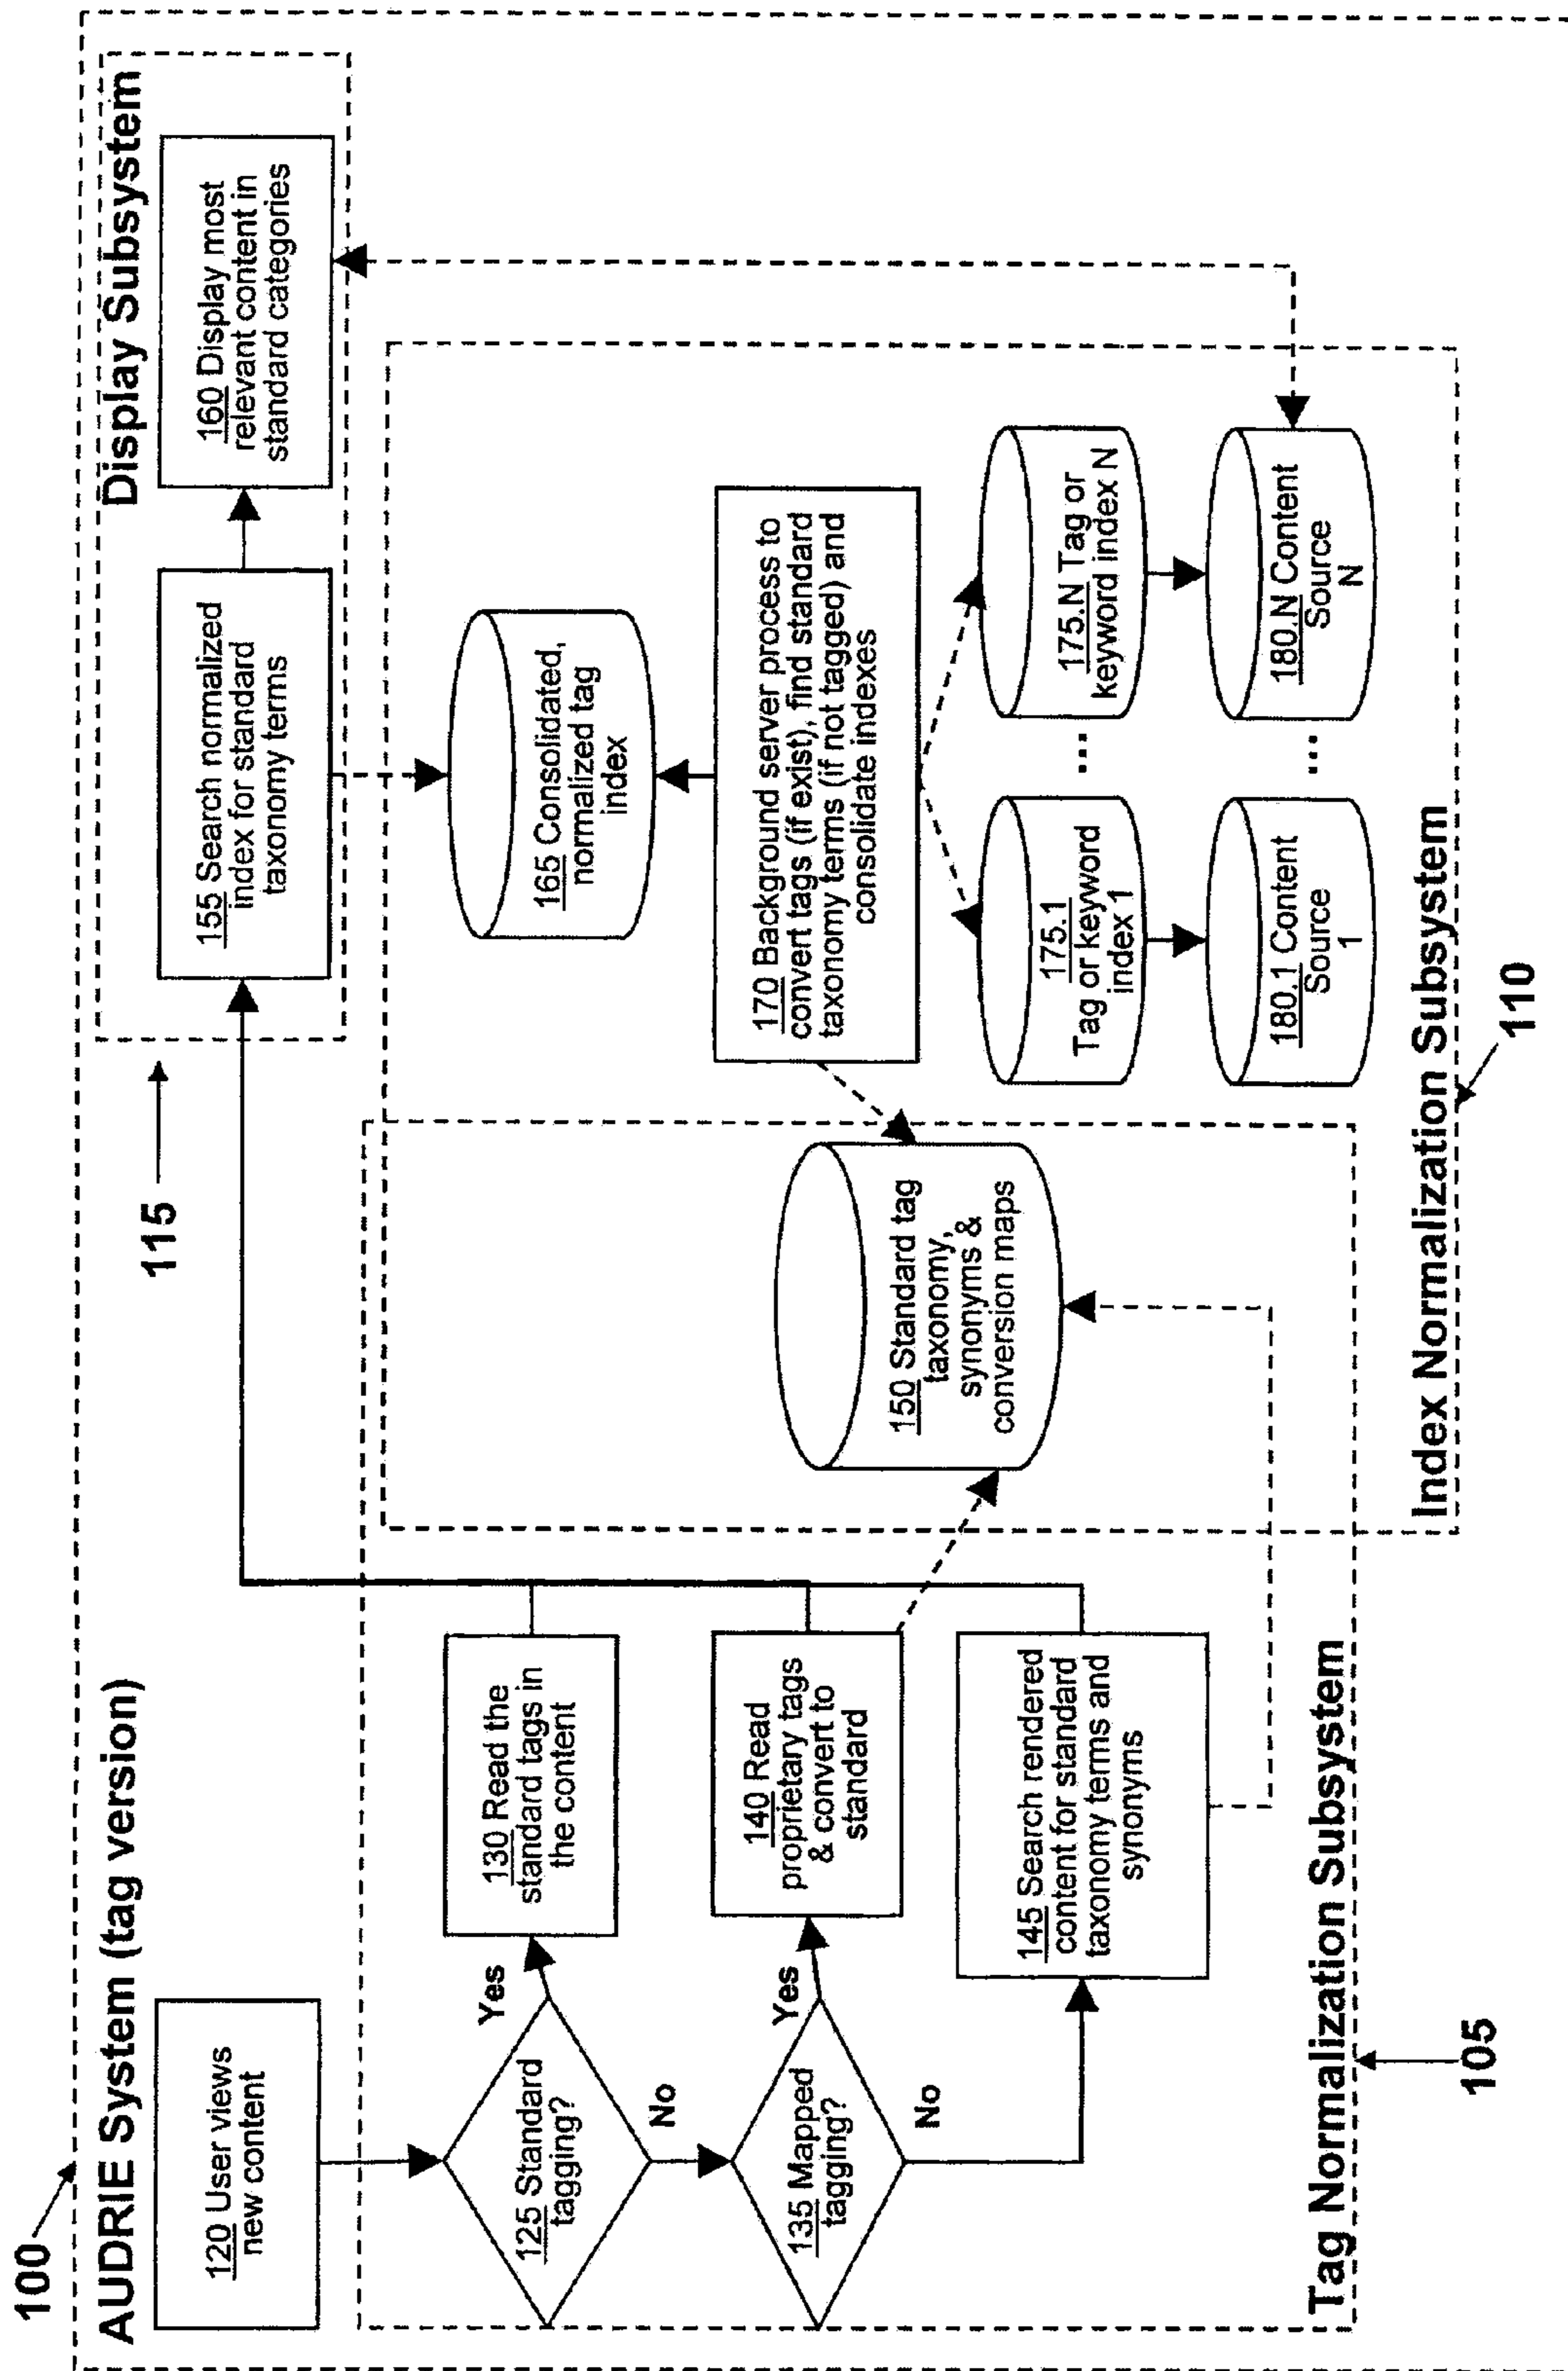 100
AUDRIE System (tag version)
120 User views
new content
125 Standard
tagging?
Yes
No
130 Read the
standard tags in
the content
135 Mapped
tagging?
Yes
No
140 Read
proprietary tags
& convert to
standard
145 Search rendered
content for standard
taxonomy terms and
synonyms
Tag Normalization Subsystem
105
150 Standard tag
taxonomy,
synonyms &
conversion maps
115
Display Subsystem
155 Search normalized
index for standard
taxonomy terms
160 Display most
relevant content in
standard categories
165 Consolidated,
normalized tag
index
170 Background server process to
convert tags (if exist), find standard
taxonomy terms (if not tagged) and
consolidate indexes
175.1
Tag or keyword
index 1
...
175.N Tag or
keyword index N
180.1 Content
Source
1
...
180.N Content
Source
N
Index Normalization Subsystem
110